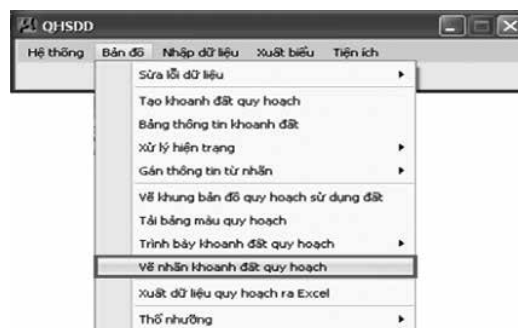 QHSDD
Hệ thống Bản đồ Nhập dữ liệu Xuất biểu Tiện ích
Sửa lỗi dữ liệu
Tạo khoanh đất quy hoạch
Bảng thông tin khoanh đất
Xử lý hiện trạng
Gán thông tin từ nhãn
Vẽ khung bản đồ quy hoạch sử dụng đất
Tải bảng màu quy hoạch
Trình bày khoanh đất quy hoạch
Vẽ nhãn khoanh đất quy hoạch
Xuất dữ liệu quy hoạch ra Excel
Thổ nhưỡng